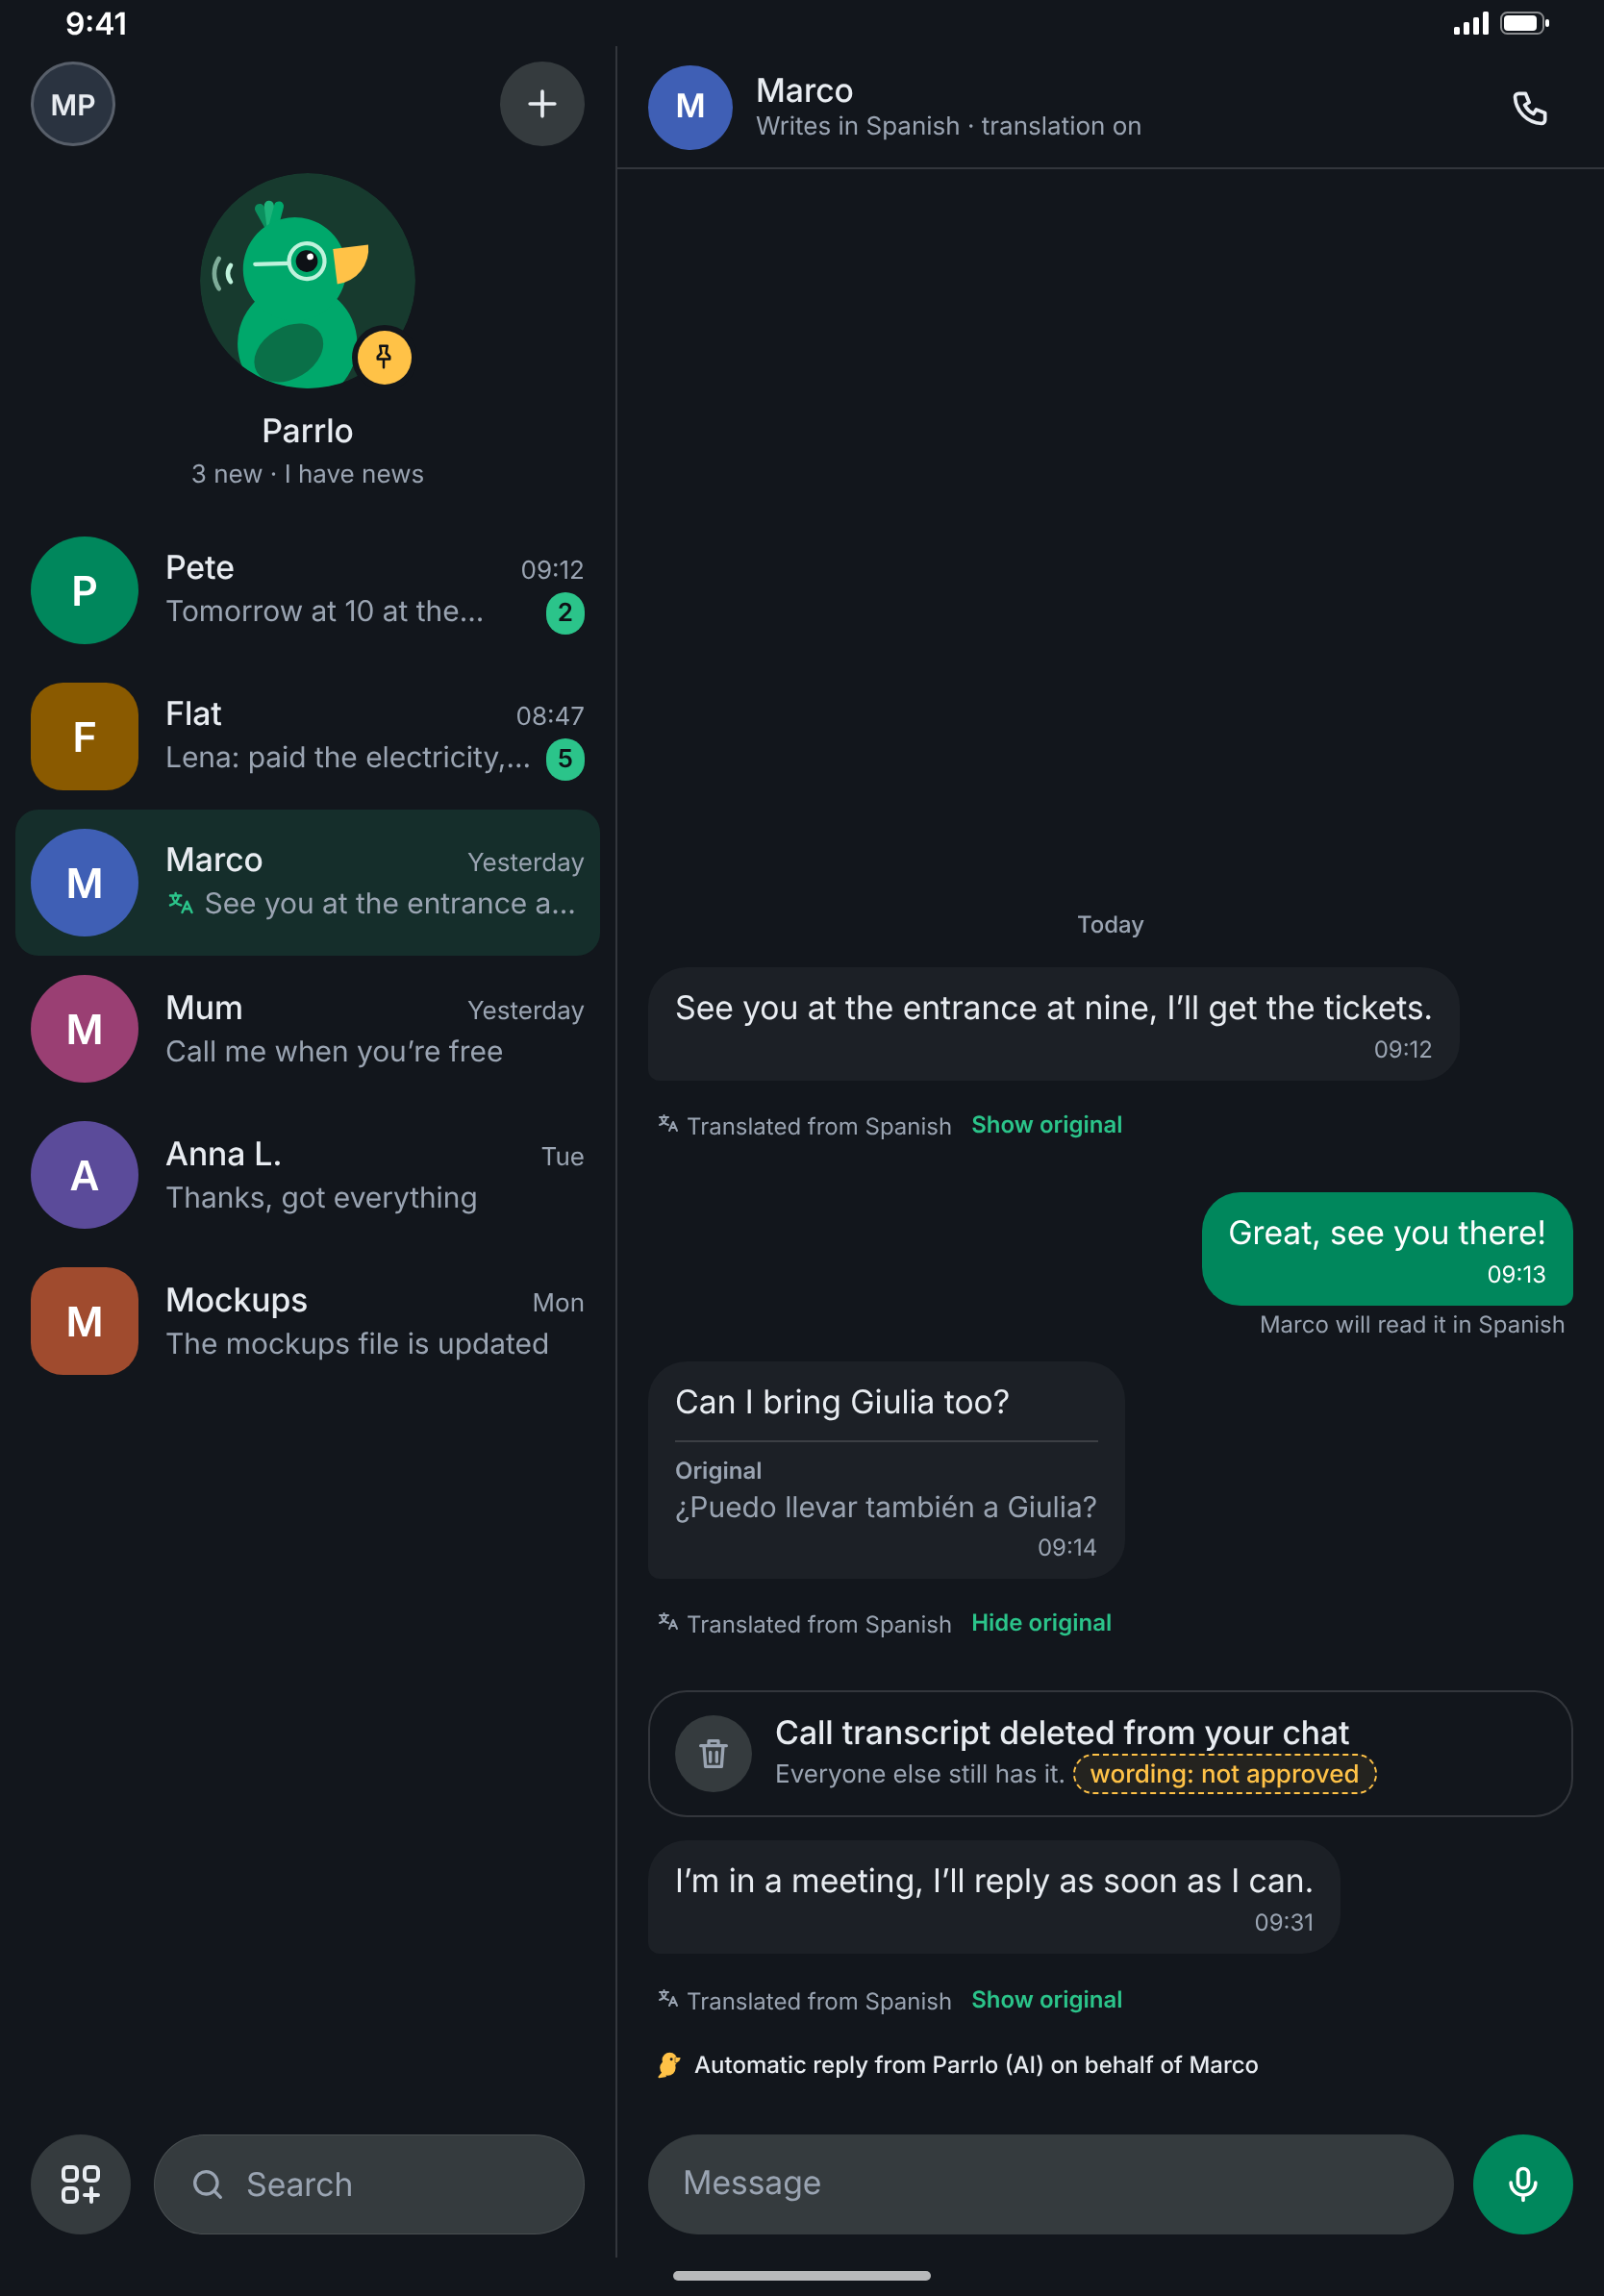 9:41
MP
Parrlo
3 new · I have news
P
Pete
09:12
Tomorrow at 10 at the...
2
F
Flat
08:47
Lena: paid the electricity,...
5
M
Marco
Yesterday
See you at the entrance a...
M
Mum
Yesterday
Call me when you’re free
A
Anna L.
Tue
Thanks, got everything
M
Mockups
Mon
The mockups file is updated
Search
M
Marco
Writes in Spanish · translation on
Today
See you at the entrance at nine, I’ll get the tickets.
09:12
Translated from Spanish Show original
Great, see you there!
09:13
Marco will read it in Spanish
Can I bring Giulia too?
Original
¿Puedo llevar también a Giulia?
09:14
Translated from Spanish Hide original
Call transcript deleted from your chat
Everyone else still has it. wording: not approved
I’m in a meeting, I’ll reply as soon as I can.
09:31
Translated from Spanish Show original
Automatic reply from Parrlo (AI) on behalf of Marco
Message